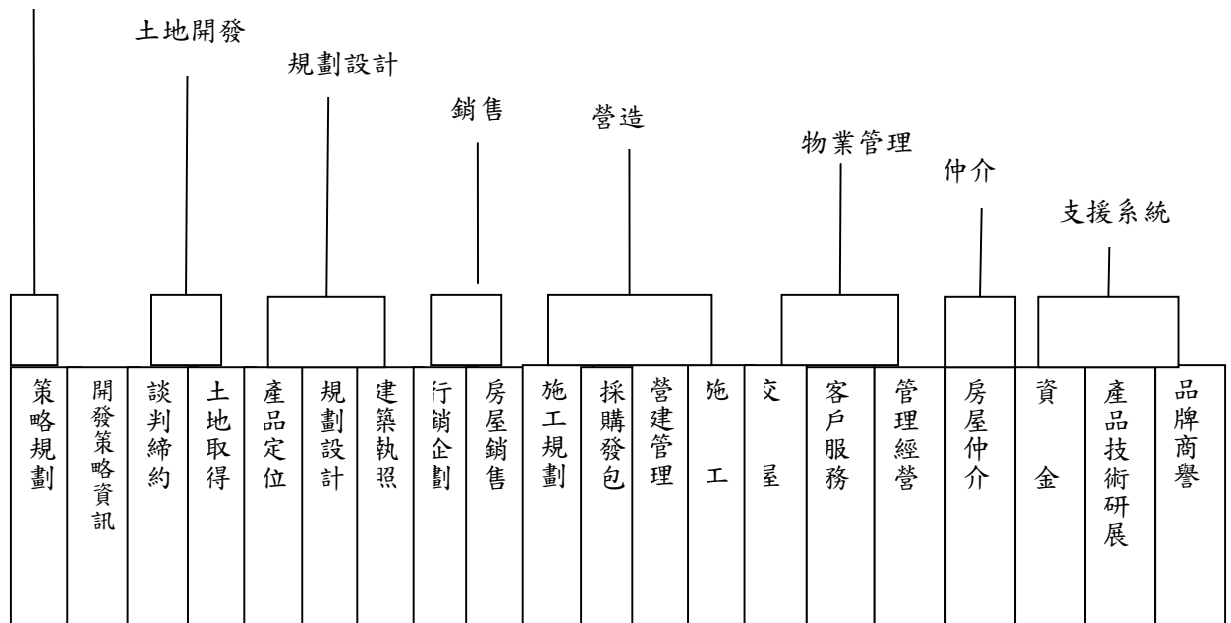 土地開發
規劃設計
銷售
營造
物業管理
仲介
支援系統
策略規劃
開發策略資訊
談判締約
土地取得
產品定位
規劃設計
建築執照
行銷企劃
房屋銷售
施工規劃
採購發包
營建管理
施工
交屋
客戶服務
管理經營
房屋仲介
資金
產品技術研展
品牌商譽